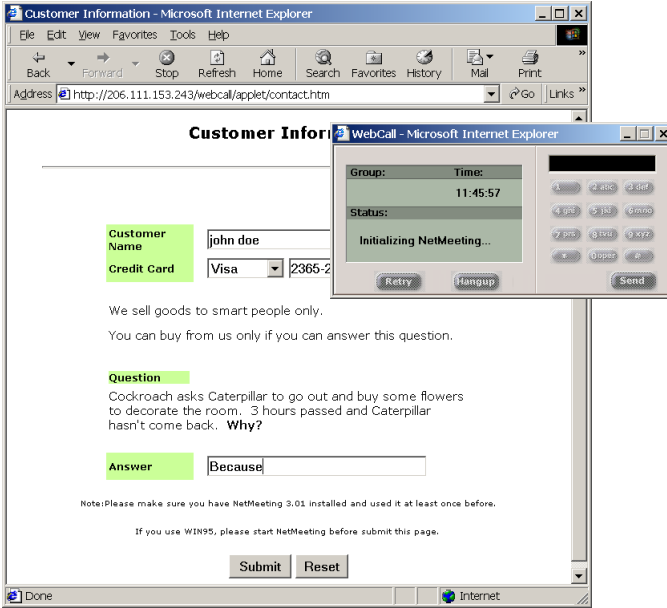 Customer Information - Microsoft Internet Explorer
File Edit View Favorites Tools Help
Back Forward Stop Refresh Home Search Favorites History Mail Print »
Address http://206.111.153.243/webcall/applet/contact.htm Go Links »
Customer Infor
WebCall - Microsoft Internet Explorer
Group: Time:
11:45:57
Status:
Initializing NetMeeting...
Retry Hangup
1 2 abc 3 def
4 ghi 5 jkl 6 mno
7 prs 8 tvu 9 xyz
* 0 oper #
Send
Customer
Name
john doe
Credit Card Visa 2365-2
We sell goods to smart people only.
You can buy from us only if you can answer this question.
Question
Cockroach asks Caterpillar to go out and buy some flowers
to decorate the room. 3 hours passed and Caterpillar
hasn't come back. Why?
Answer Because
Note:Please make sure you have NetMeeting 3.01 installed and used it at least once before.
If you use WIN95, please start NetMeeting before submit this page.
Submit Reset
Done Internet